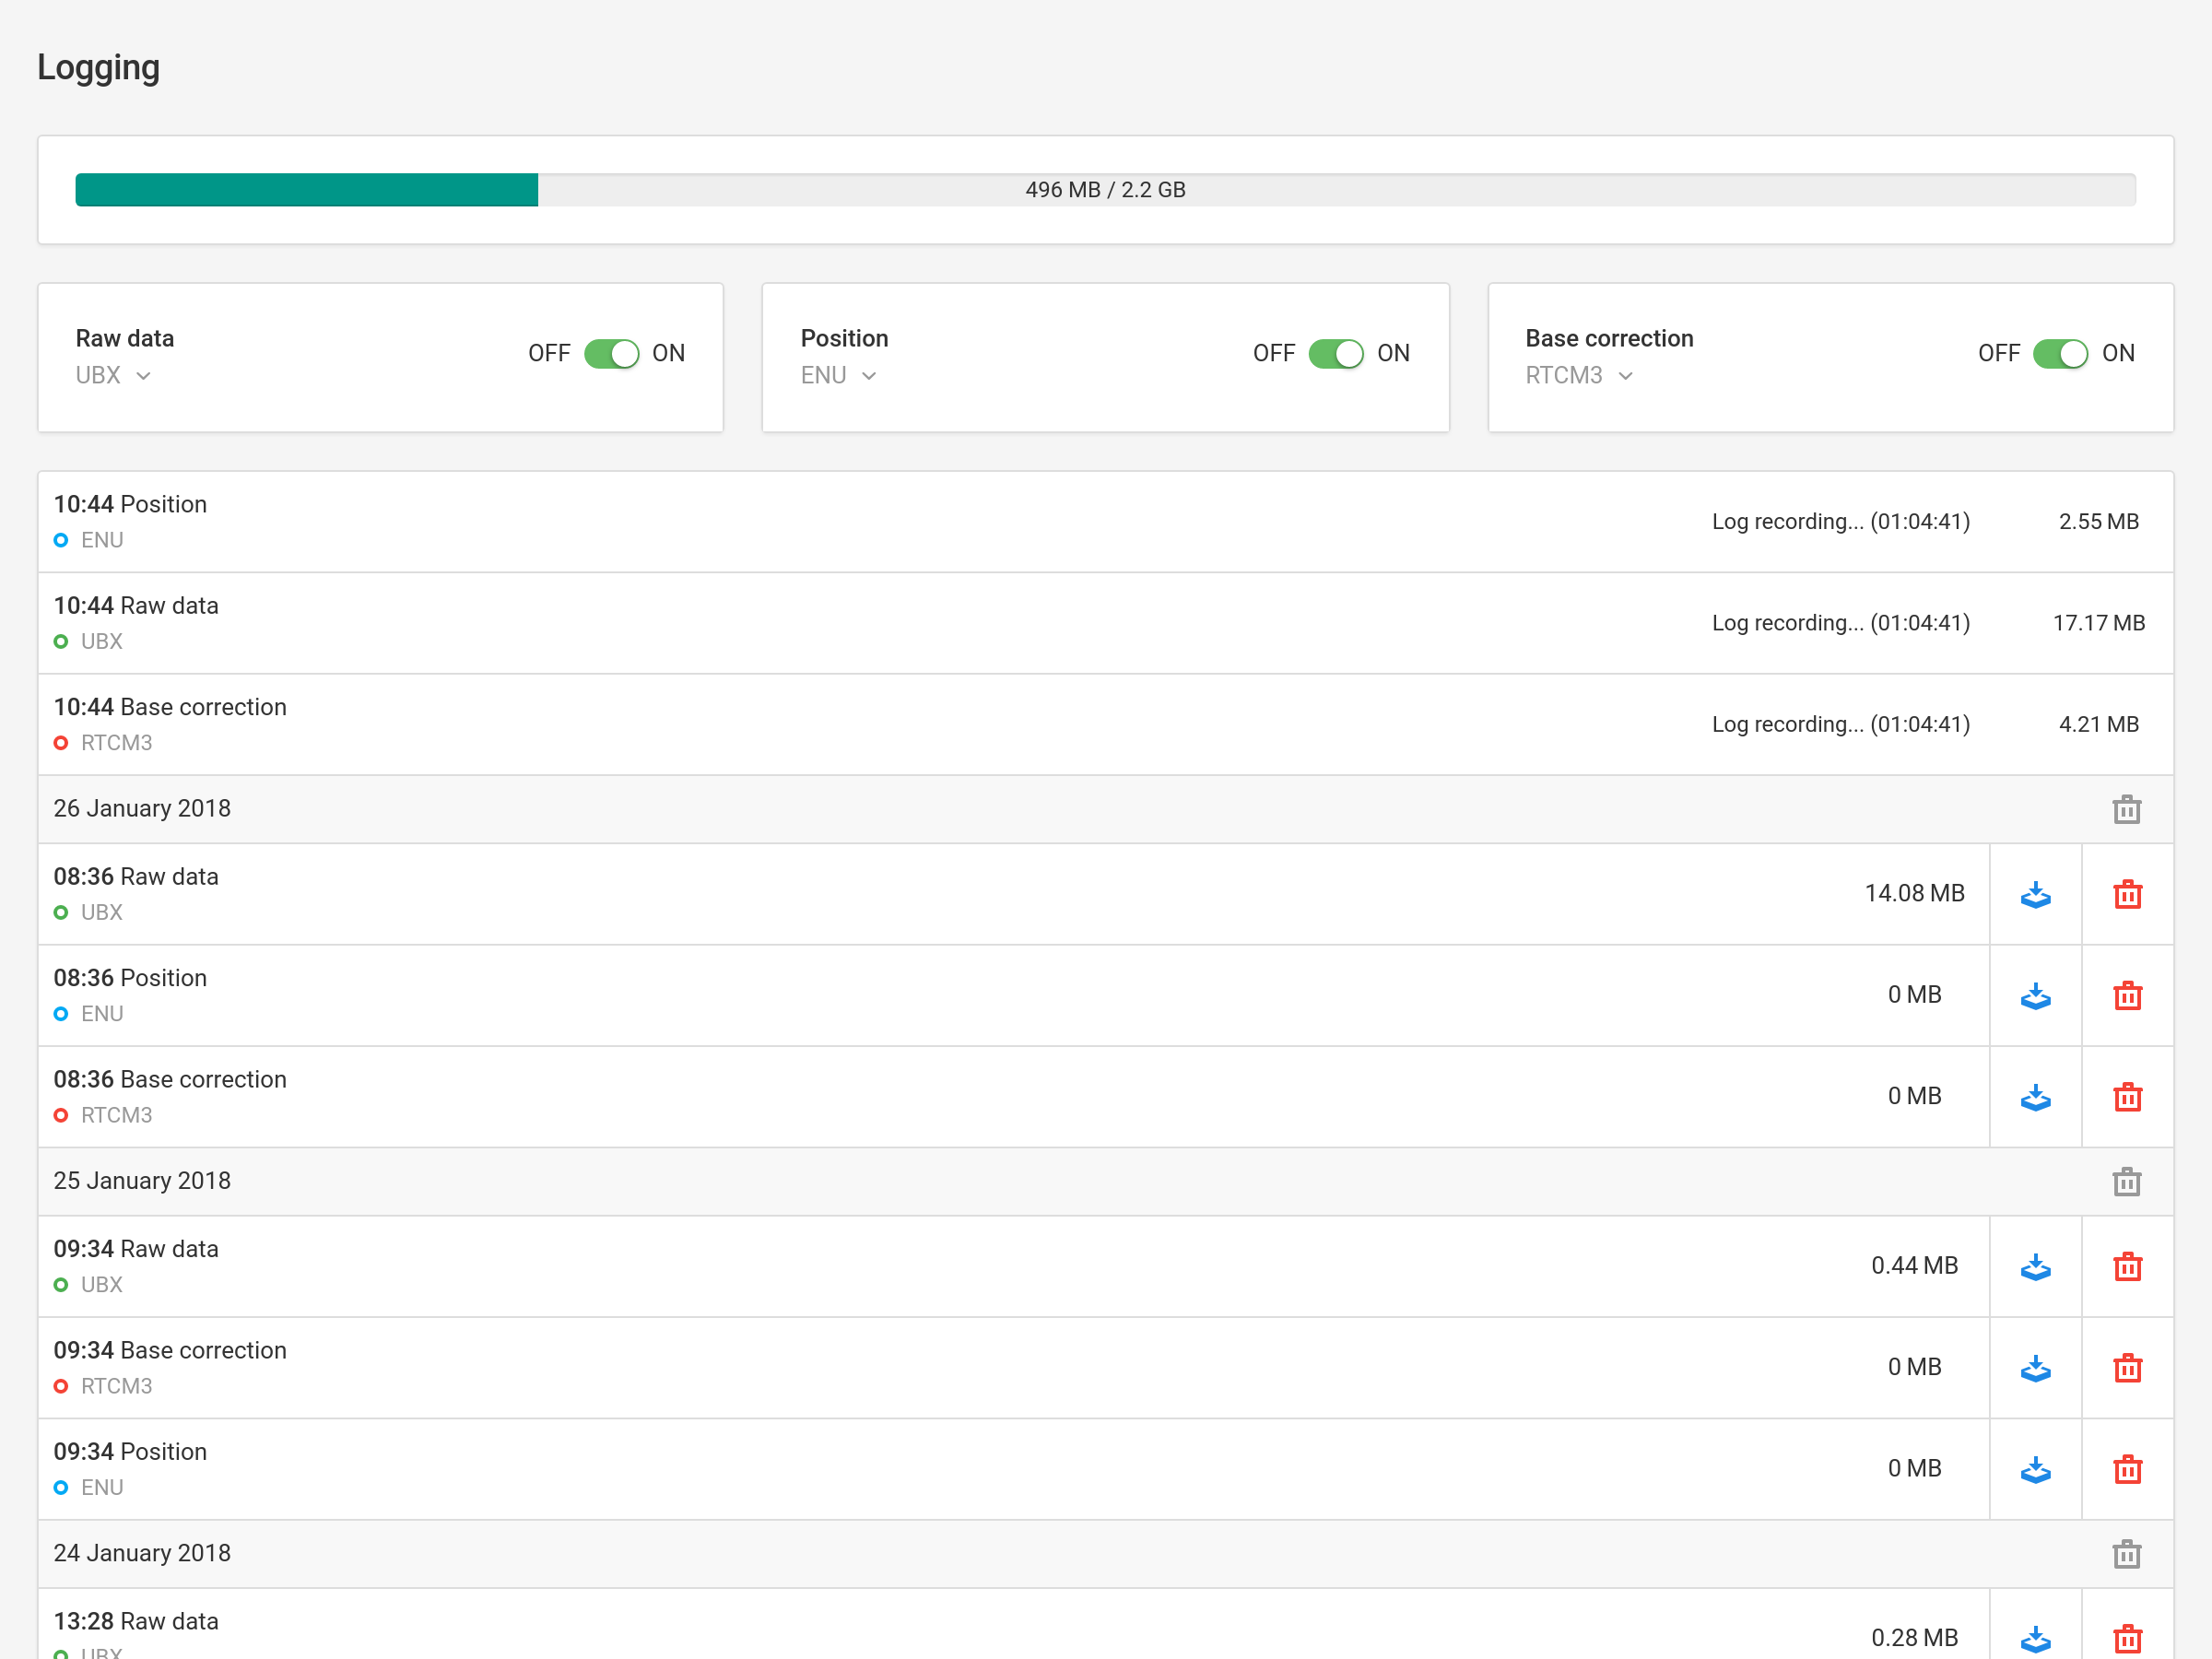 Logging
496 MB / 2.2 GB
Raw data
UBX
OFF ON
Position
ENU
OFF ON
Base correction
RTCM3
OFF ON
10:44 Position
ENU
Log recording... (01:04:41) 2.55 MB
10:44 Raw data
UBX
Log recording... (01:04:41) 17.17 MB
10:44 Base correction
RTCM3
Log recording... (01:04:41) 4.21 MB
26 January 2018
08:36 Raw data
UBX
14.08 MB
08:36 Position
ENU
0 MB
08:36 Base correction
RTCM3
0 MB
25 January 2018
09:34 Raw data
UBX
0.44 MB
09:34 Base correction
RTCM3
0 MB
09:34 Position
ENU
0 MB
24 January 2018
13:28 Raw data
UBX
0.28 MB